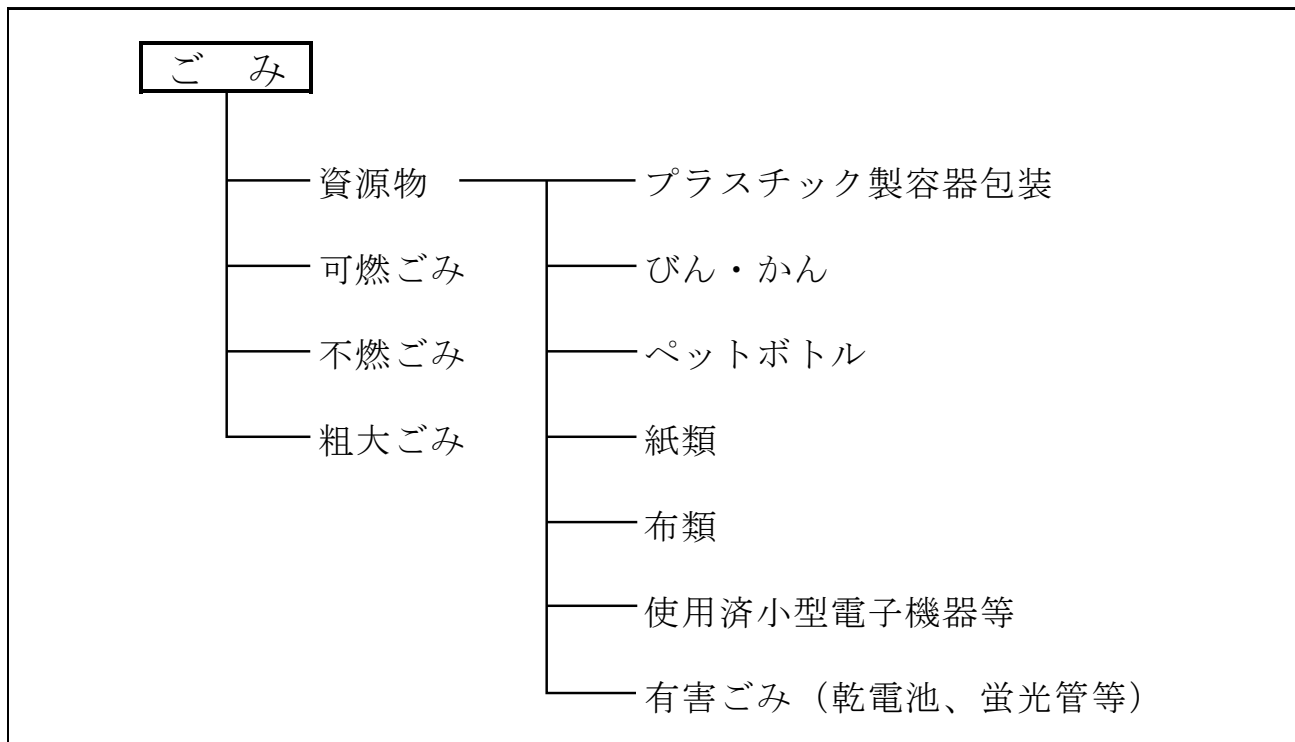 ごみ
資源物
可燃ごみ
不燃ごみ
粗大ごみ
プラスチック製容器包装
びん・かん
ペットボトル
紙類
布類
使用済小型電子機器等
有害ごみ（乾電池、蛍光管等）